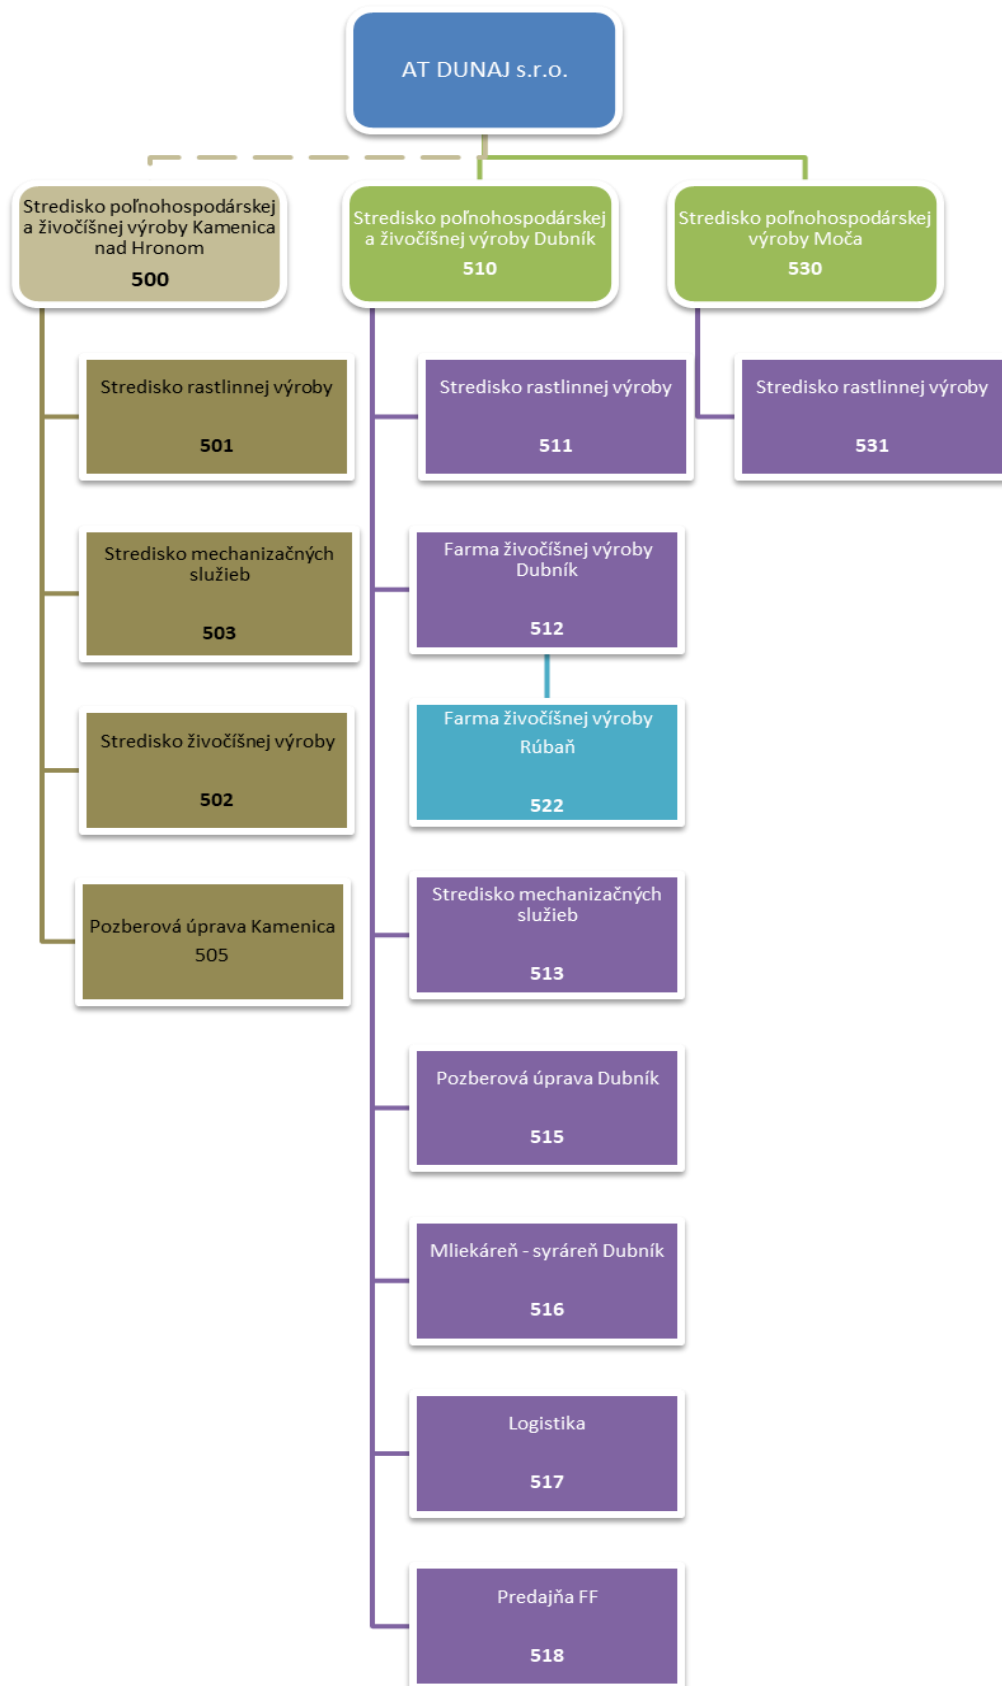 AT DUNAJ s.r.o.
Stredisko poľnohospodárskej
a živočíšnej výroby Kamenica
nad Hronom
500
Stredisko rastlinnej výroby
501
Stredisko mechanizačných
služieb
503
Stredisko živočíšnej výroby
502
Pozberová úprava Kamenica
505
Stredisko poľnohospodárskej
a živočíšnej výroby Dubník
510
Stredisko rastlinnej výroby
511
Farma živočíšnej výroby
Dubník
512
Farma živočíšnej výroby
Rúbaň
522
Stredisko mechanizačných
služieb
513
Pozberová úprava Dubník
515
Mliekáreň - syráreň Dubník
516
Logistika
517
Predajňa FF
518
Stredisko poľnohospodárskej
výroby Moča
530
Stredisko rastlinnej výroby
531